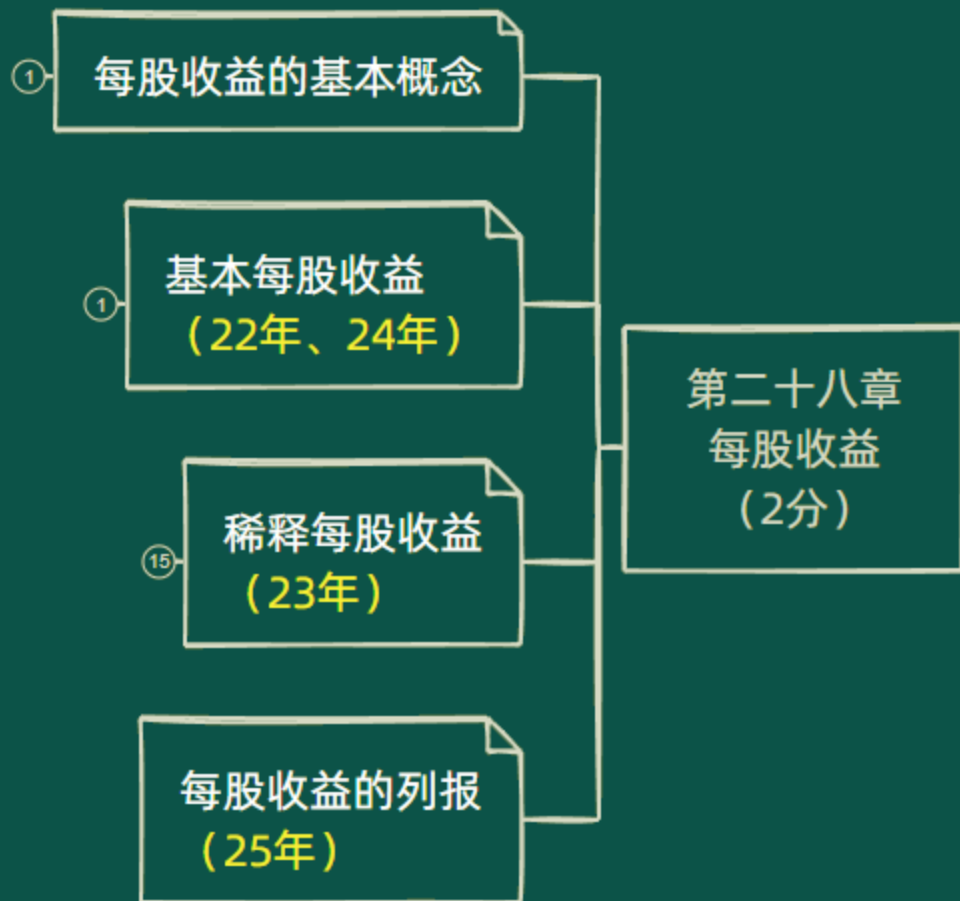 1
每股收益的基本概念
1
基本每股收益
（22年、24年）
第二十八章
每股收益
（2分）
15
稀释每股收益
（23年）
每股收益的列报
（25年）